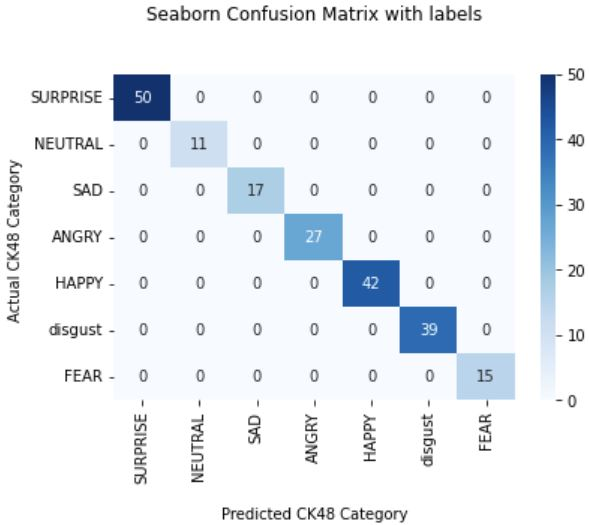 Seaborn Confusion Matrix with labels
50
SURPRISE 50 0 0 0 0 0 0
NEUTRAL 0 11 0 0 0 0 0
40
SAD 0 0 17 0 0 0 0
30
ANGRY 0 0 0 27 0 0 0
20
HAPPY 0 0 0 0 42 0 0
disgust 0 0 0 0 0 39 0
10
FEAR 0 0 0 0 0 0 15
0
Actual CK48 Category
SURPRISE NEUTRAL SAD ANGRY HAPPY disgust FEAR
Predicted CK48 Category